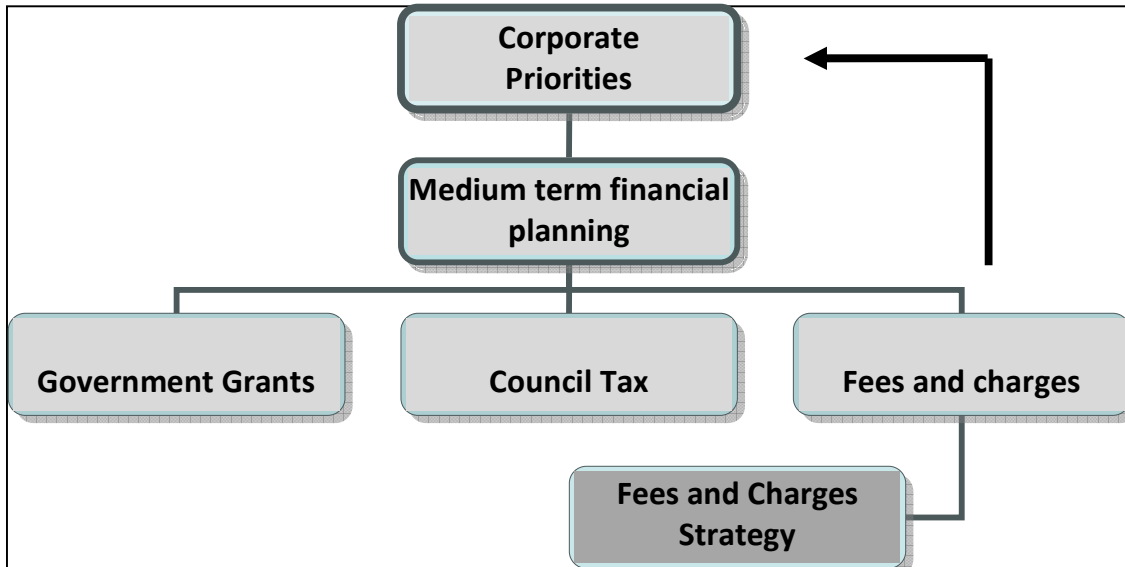 Corporate
Priorities
Medium term financial
planning
Government Grants
Council Tax
Fees and charges
Fees and Charges
Strategy